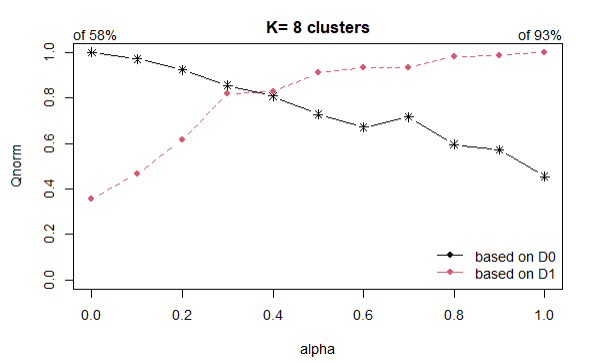 K= 8 clusters
of 58%
of 93%
Qnorm
1.0
0.8
0.6
0.4
0.2
0.0
based on D0
based on D1
0.0 0.2 0.4 0.6 0.8 1.0
alpha